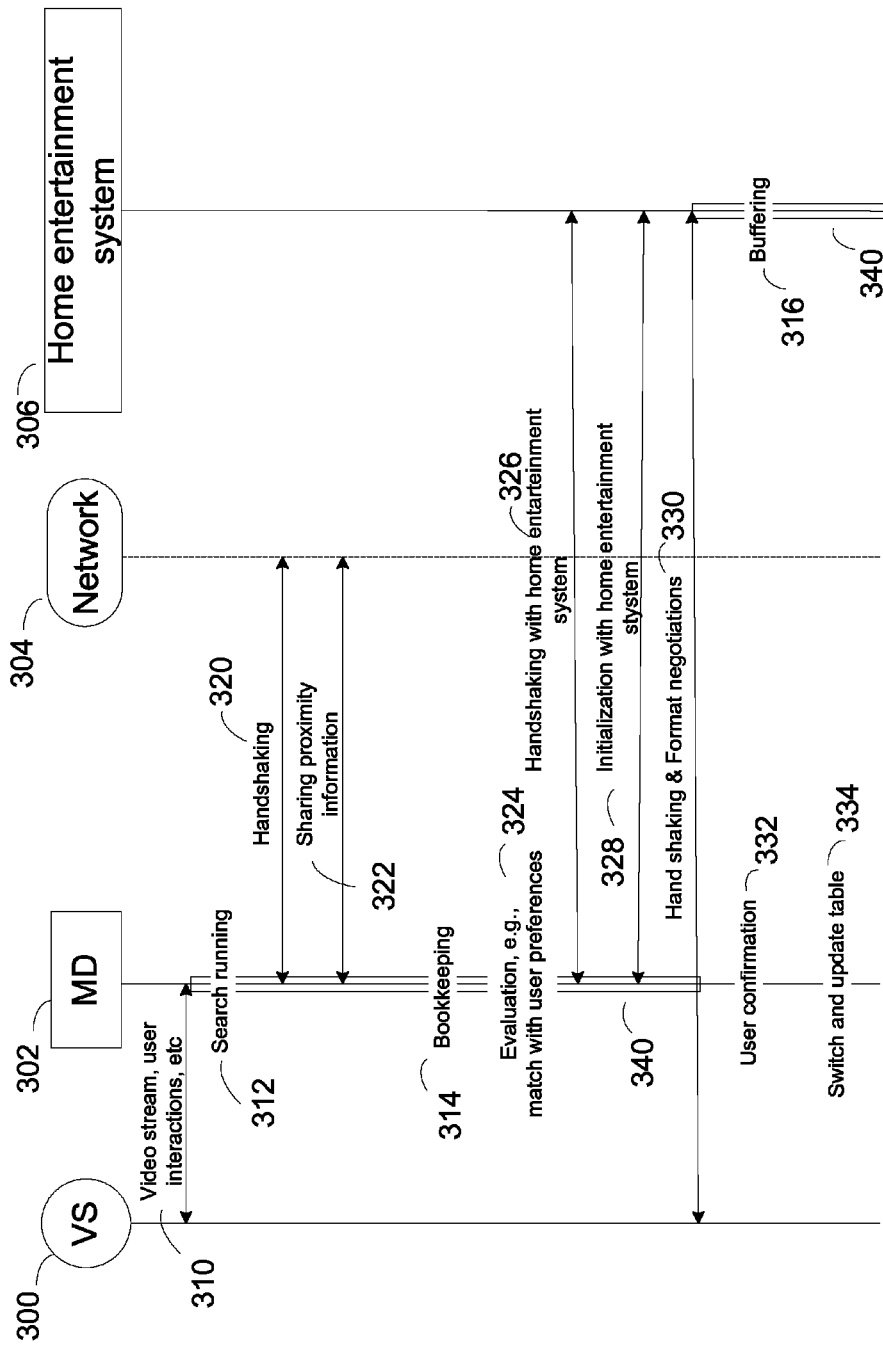 300
VS
302
MD
304
Network
306
Home entertainment
system
310
Video stream, user
interactions, etc
312
Search running
320
Handshaking
Sharing proximity
information
322
314
Bookkeeping
324
Evaluation, e.g.,
match with user preferences
326
Handshaking with home entarteinment
system
328
Initialization with home entertainment
stystem
340
330
Hand shaking & Format negotiations
User confirmation
332
Buffering
316
Switch and update table
334
340